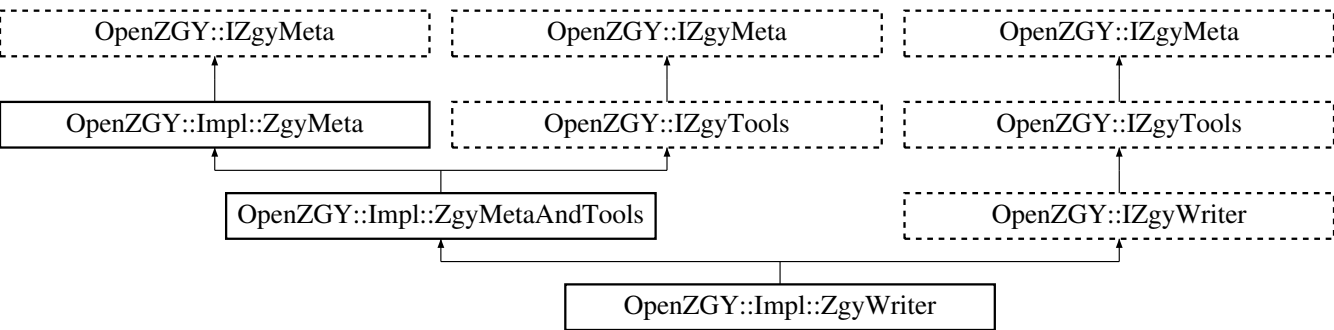 OpenZGY::IZgyMeta
OpenZGY::IZgyMeta
OpenZGY::IZgyMeta
OpenZGY::Impl::ZgyMeta
OpenZGY::IZgyTools
OpenZGY::IZgyTools
OpenZGY::Impl::ZgyMetaAndTools
OpenZGY::IZgyWriter
OpenZGY::Impl::ZgyWriter